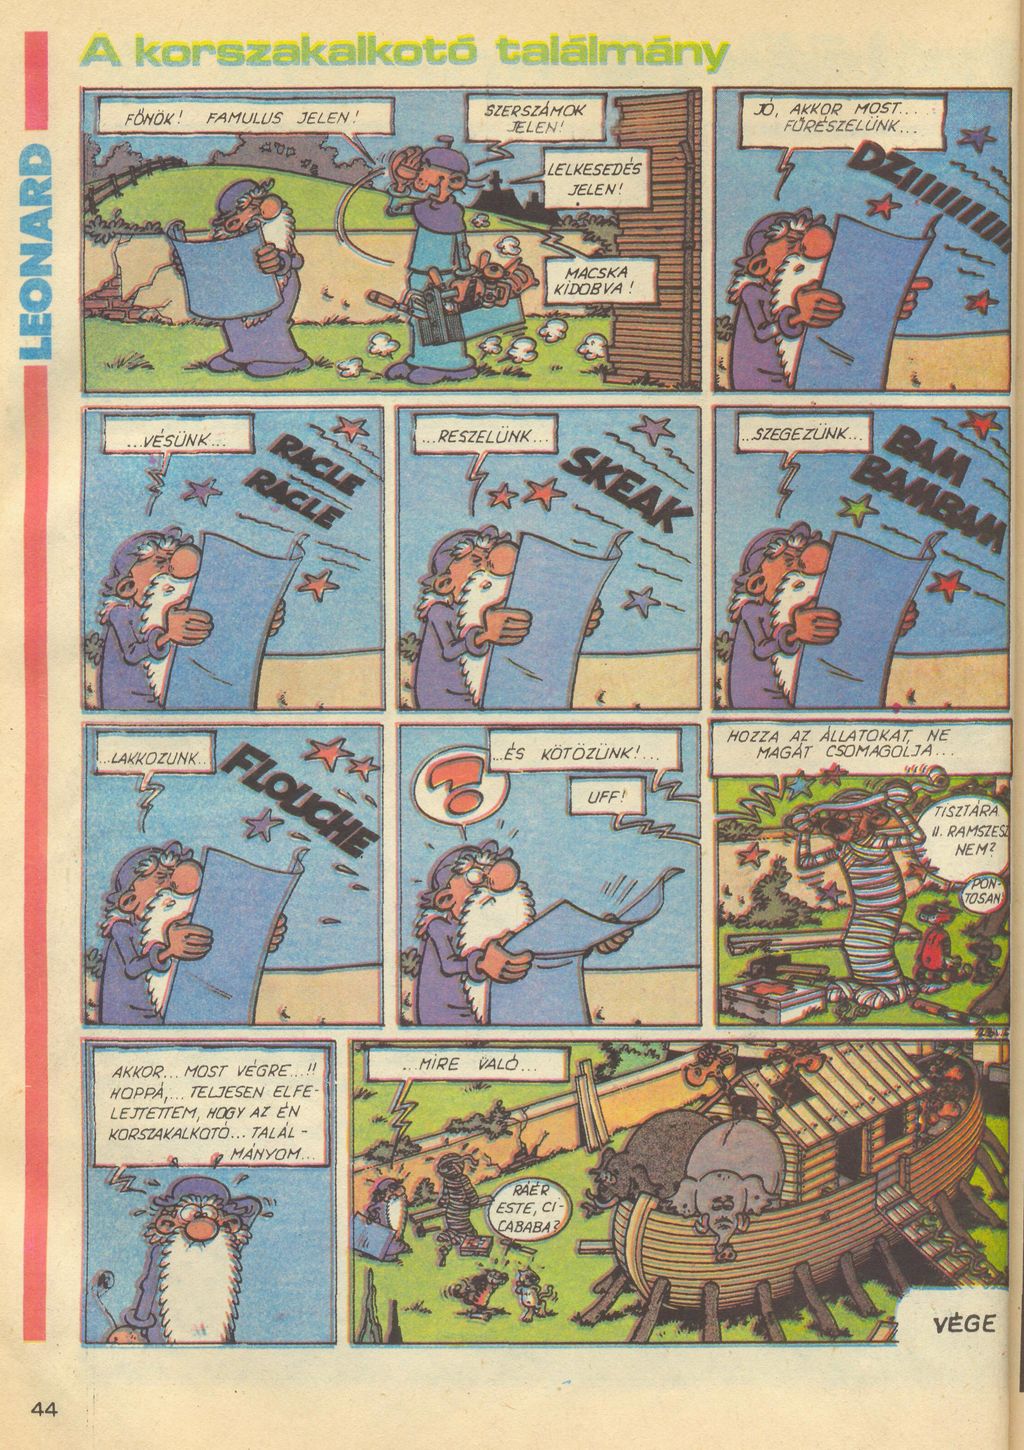 A korszakalkotó találmány
LEONARD
FŐNÖK! FAMULUS JELEN!
SZERSZÁMOK
JELEN!
LELKESEDÉS
JELEN!
MACSKA
KIDOBVA!
JÓ, AKKOR MOST...
FŰRÉSZELÜNK...
DZIIIIIIIIIII
...VÉSÜNK...
RACLE
RACLE
...RESZELÜNK...
SKEAK
...SZEGEZÜNK...
BAM
BAMBAM
...LAKKOZUNK...
FLOUCHE
...ÉS KÖTÖZÜNK!...
?
UFF!
HOZZA AZ ÁLLATOKAT, NE
MAGÁT CSOMAGOLJA...
TISZTÁRA
II. RAMSZESZ
NEM?
PON-
TOSAN!
AKKOR... MOST VÉGRE...!!
HOPPÁ,... TELJESEN ELFE-
LEJTETTEM, HOGY AZ ÉN
KORSZAKALKOTÓ... TALÁL-
MÁNYOM...
...MIRE VALÓ...
RÁÉR
ESTE, CI-
CABABA?
VÉGE
44